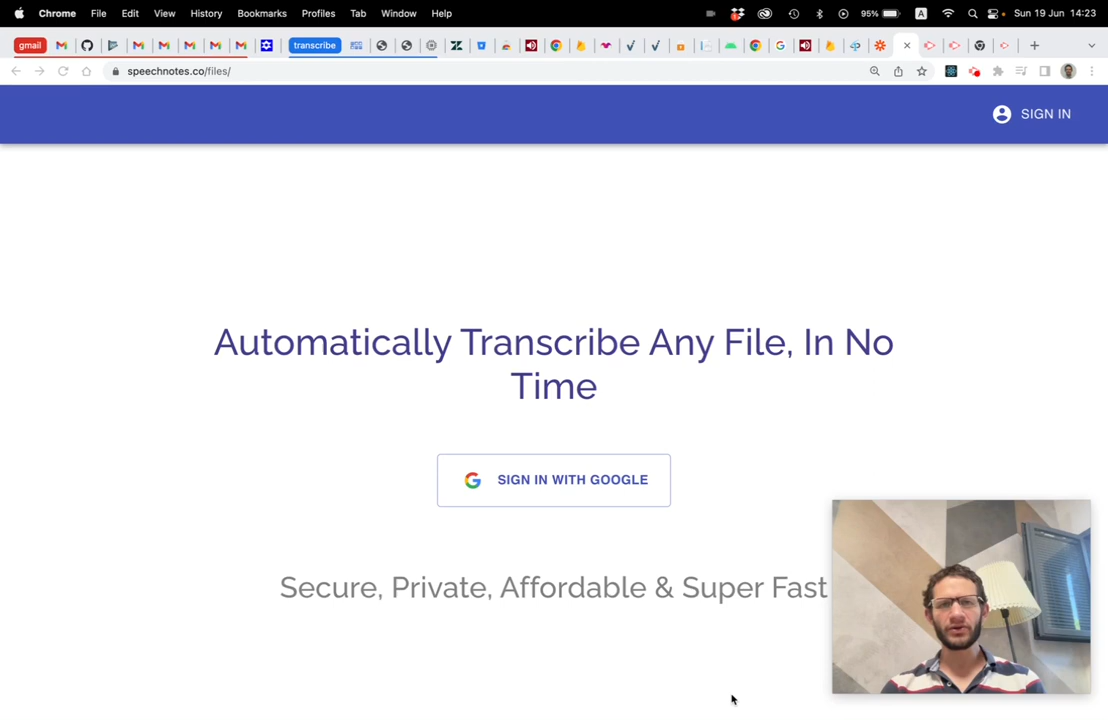 Chrome File Edit View History Bookmarks Profiles Tab Window Help 95% A Sun 19 Jun 14:23
gmail transcribe
speechnotes.co/files/
SIGN IN
Automatically Transcribe Any File, In No
Time
SIGN IN WITH GOOGLE
Secure, Private, Affordable & Super Fast